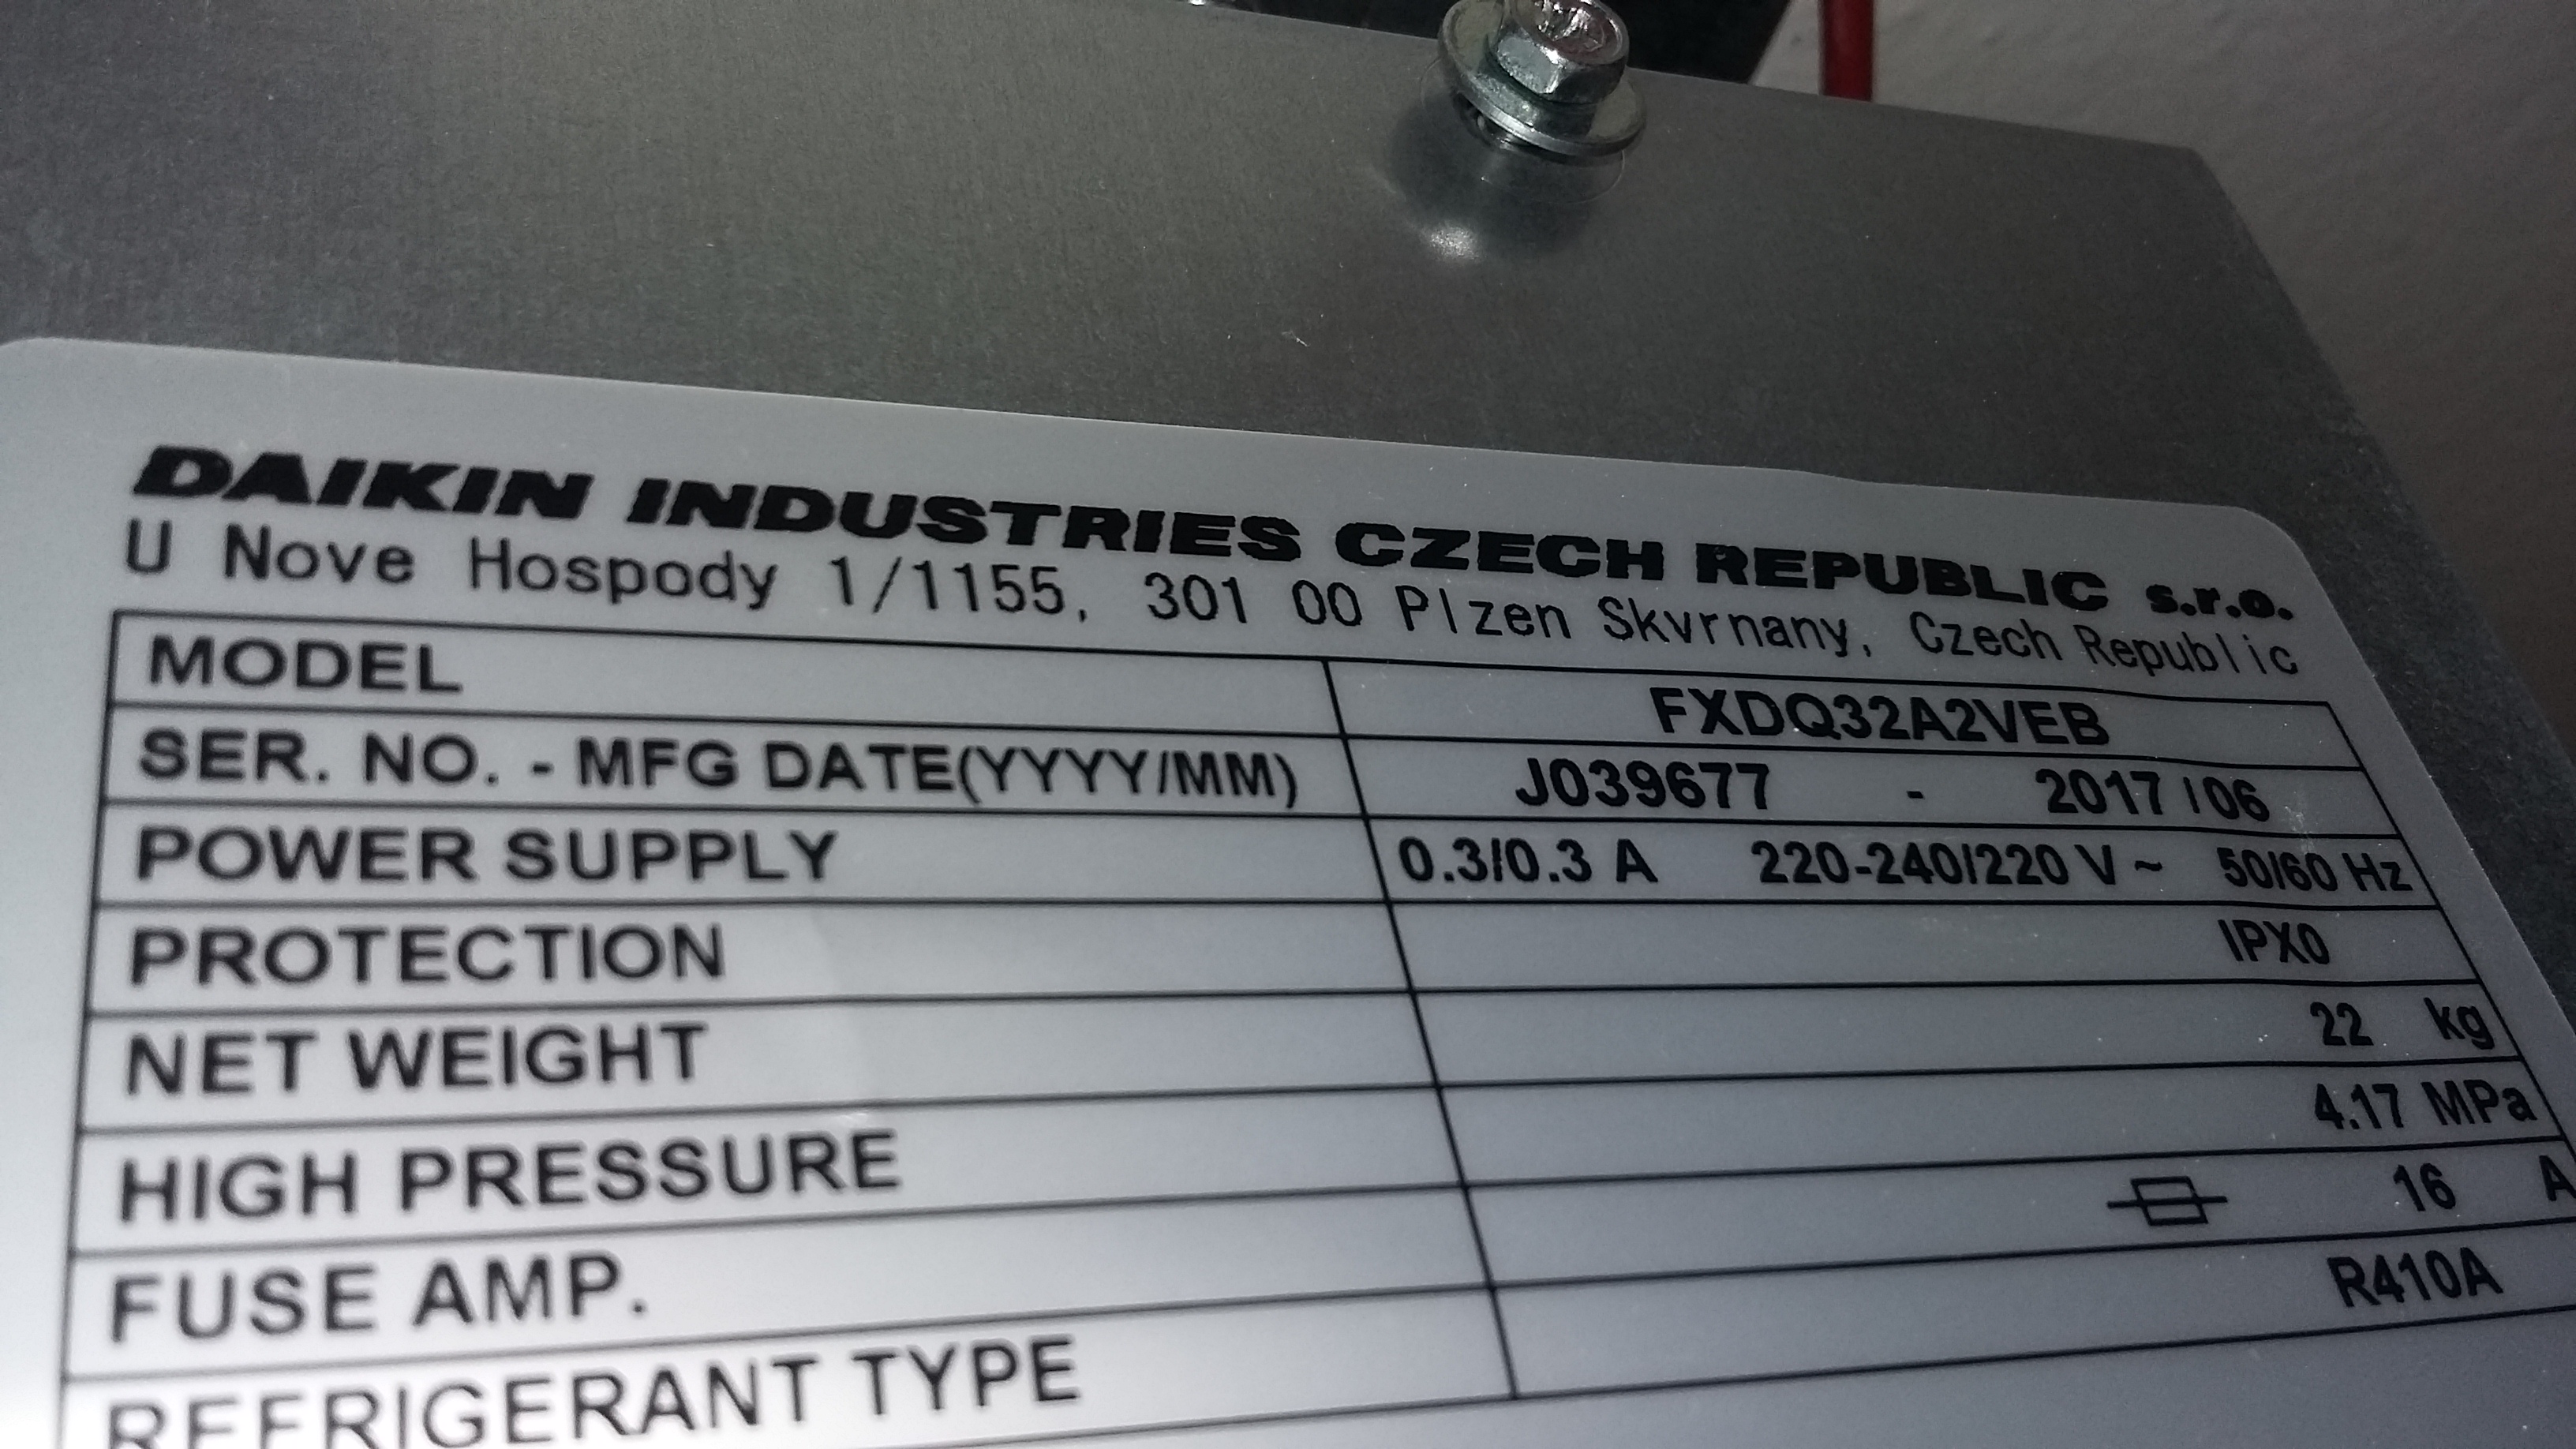 DAIKIN INDUSTRIES CZECH REPUBLIC s.r.o.
U Nove Hospody 1/1155, 301 00 Plzen Skvrnany, Czech Republic
MODEL FXDQ32A2VEB
SER. NO. - MFG DATE(YYYY/MM) J039677 - 2017/06
POWER SUPPLY 0.3/0.3 A 220-240/220 V ~ 50/60 Hz
PROTECTION IPX0
NET WEIGHT 22 kg
HIGH PRESSURE 4.17 MPa
FUSE AMP. 16 A
REFRIGERANT TYPE R410A